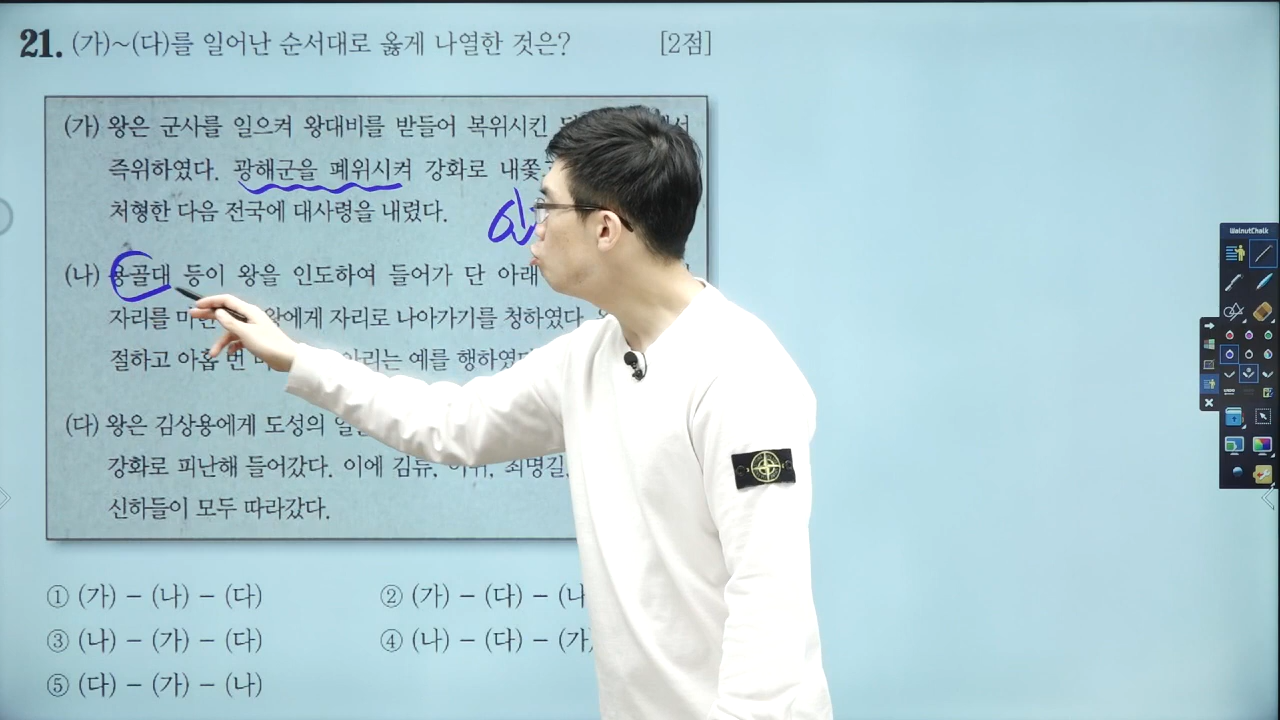 21. (가)~(다)를 일어난 순서대로 옳게 나열한 것은? [2점]
(가) 왕은 군사를 일으켜 왕대비를 받들어 복위시킨
즉위하였다. 광해군을 폐위시켜 강화로 내쫓
처형한 다음 전국에 대사령을 내렸다.
(나) 용골대 등이 왕을 인도하여 들어가 단 아래
자리를 왕에게 자리로 나아가기를 청하였다.
절하고 아홉 번 예를 행하였다
(다) 왕은 김상용에게 도성의
강화로 피난해 들어갔다. 이에 김류, 이귀, 최명길,
신하들이 모두 따라갔다.
① (가) – (나) – (다)
② (가) – (다) – (나
③ (나) – (가) – (다)
④ (나) – (다) – (가)
⑤ (다) – (가) – (나)
WalnutChalk